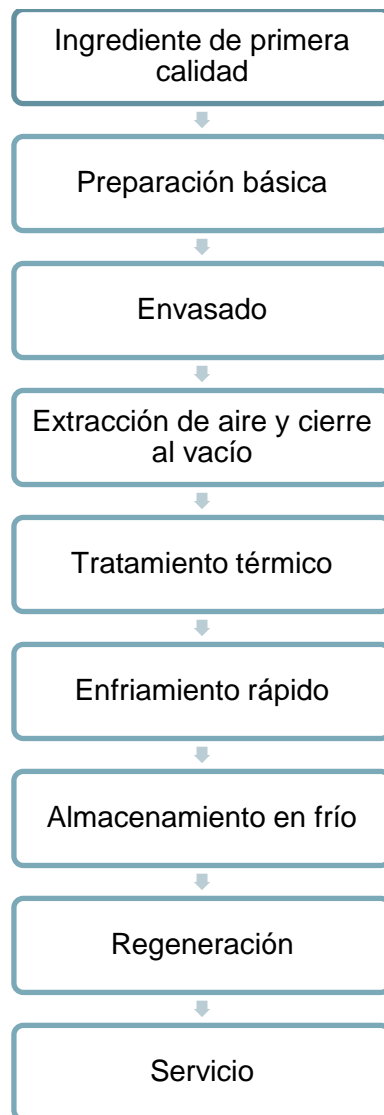 Ingrediente de primera
calidad
Preparación básica
Envasado
Extracción de aire y cierre
al vacío
Tratamiento térmico
Enfriamiento rápido
Almacenamiento en frío
Regeneración
Servicio